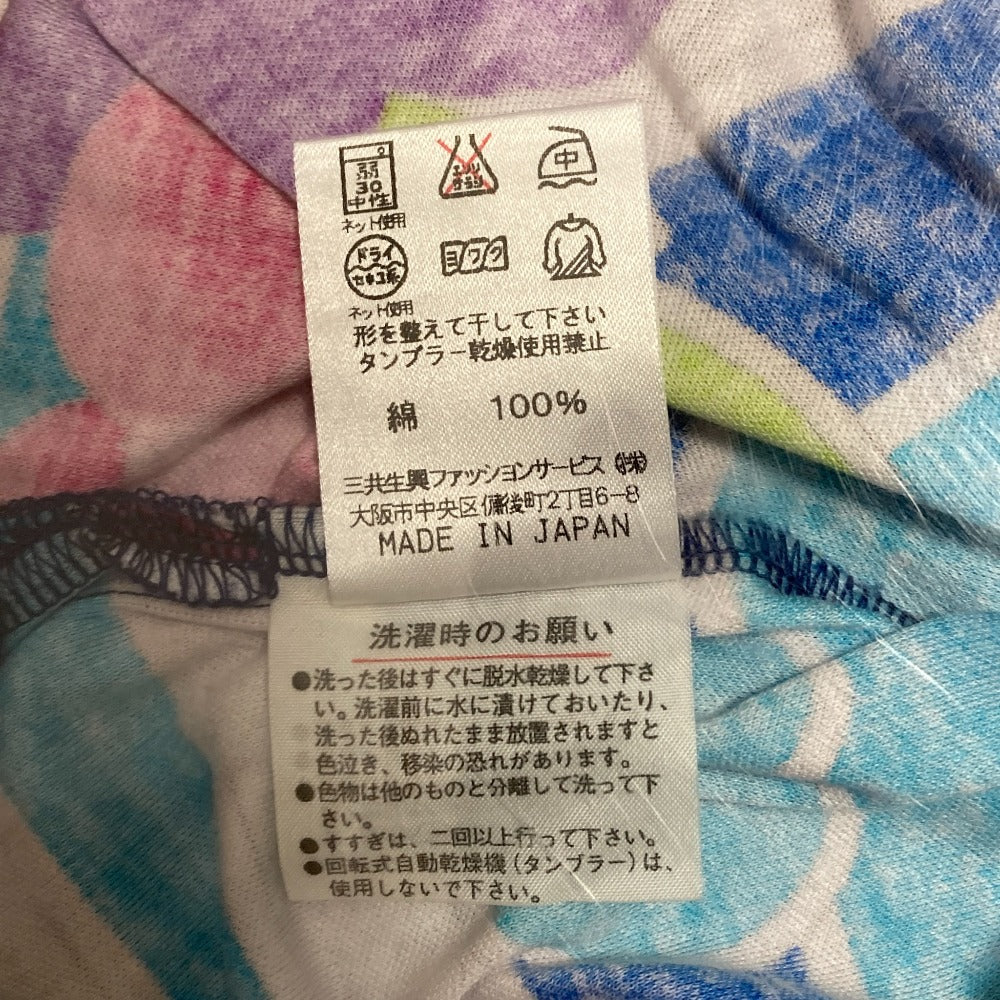 弱
30
中性
ネット使用
エンソ
サラシ
中
ドライ
セキユ系
ネット使用
ヨワク
形を整えて干して下さい
タンブラー乾燥使用禁止
綿 100%
三共生興ファッションサービス(株)
大阪市中央区備後町2丁目6-8
MADE IN JAPAN
洗濯時のお願い
●洗った後はすぐに脱水乾燥して下さ
い。洗濯前に水に漬けておいたり、
洗った後ぬれたまま放置されますと
色泣き、移染の恐れがあります。
●色物は他のものと分離して洗って下
さい。
●すすぎは、二回以上行って下さい。
●回転式自動乾燥機(タンブラー)は、
使用しないで下さい。